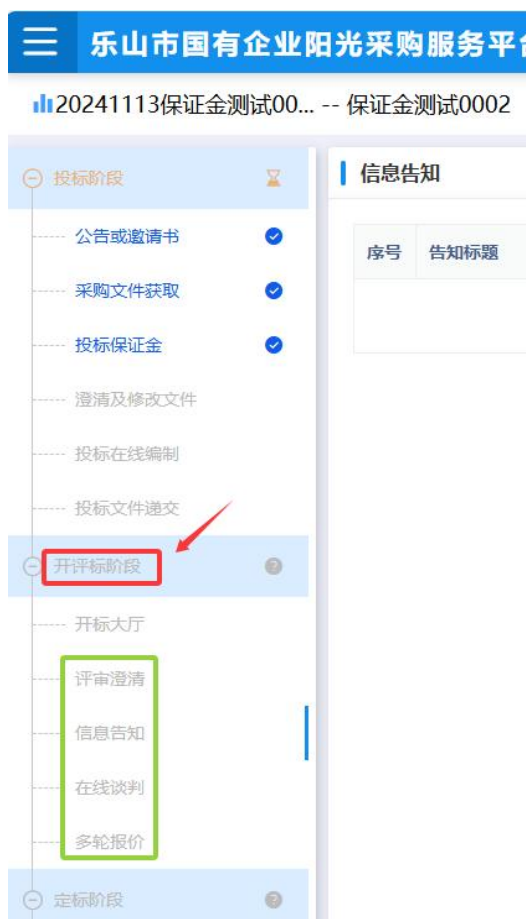 乐山市国有企业阳光采购服务平台
20241113保证金测试00... -- 保证金测试0002
投标阶段
公告或邀请书
采购文件获取
投标保证金
澄清及修改文件
投标在线编制
投标文件递交
开评标阶段
开标大厅
评审澄清
信息告知
在线谈判
多轮报价
定标阶段
信息告知
序号 告知标题